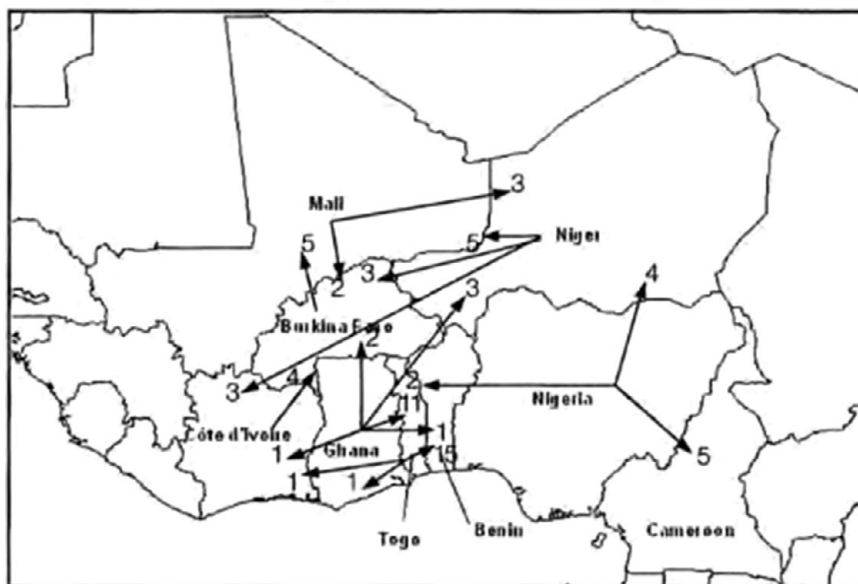 3
Mali
5
5
Niger
2
3
4
3
Burkina Faso
2
3
4
2
Nigeria
11
Côte d'Ivoire
Ghana
1
1
15
5
1
1
Togo
Benin
Cameroon